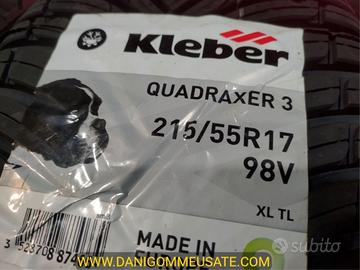 Kleber
QUADRAXER 3
215/55R17
98V
XL TL
MADE IN
subito
WWW.DANIGOMMEUSATE.COM